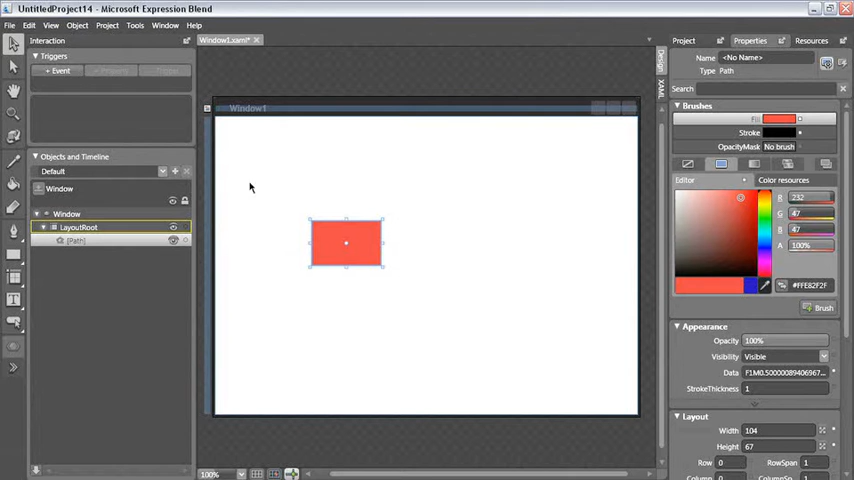 UntitledProject14 - Microsoft Expression Blend
File Edit View Object Project Tools Window Help
Interaction
Window1.xaml*
Project Properties Resources
Triggers
+ Event
Name <No Name>
Type Path
Design
XAML
Search
Window1
Brushes
Fill
Stroke
OpacityMask No brush
Objects and Timeline
Default
Window
Editor Color resources
Window
LayoutRoot
[Path]
R 232
G 47
B 47
A 100%
#FFE82F2F
Brush
Appearance
Opacity 100%
Visibility Visible
Data F1M0.50000089406967...
StrokeThickness 1
Layout
Width 104
Height 67
Row 0 RowSpan 1
100%